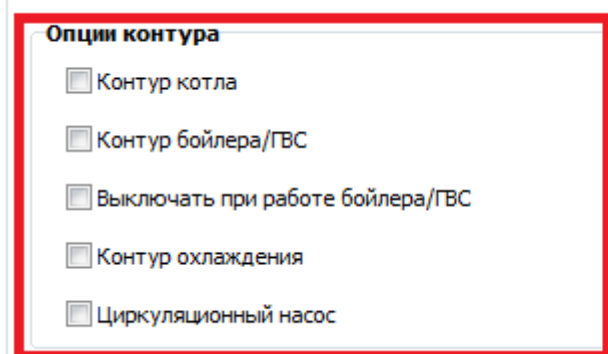 Опции контура
Контур котла
Контур бойлера/ГВС
Выключать при работе бойлера/ГВС
Контур охлаждения
Циркуляционный насос